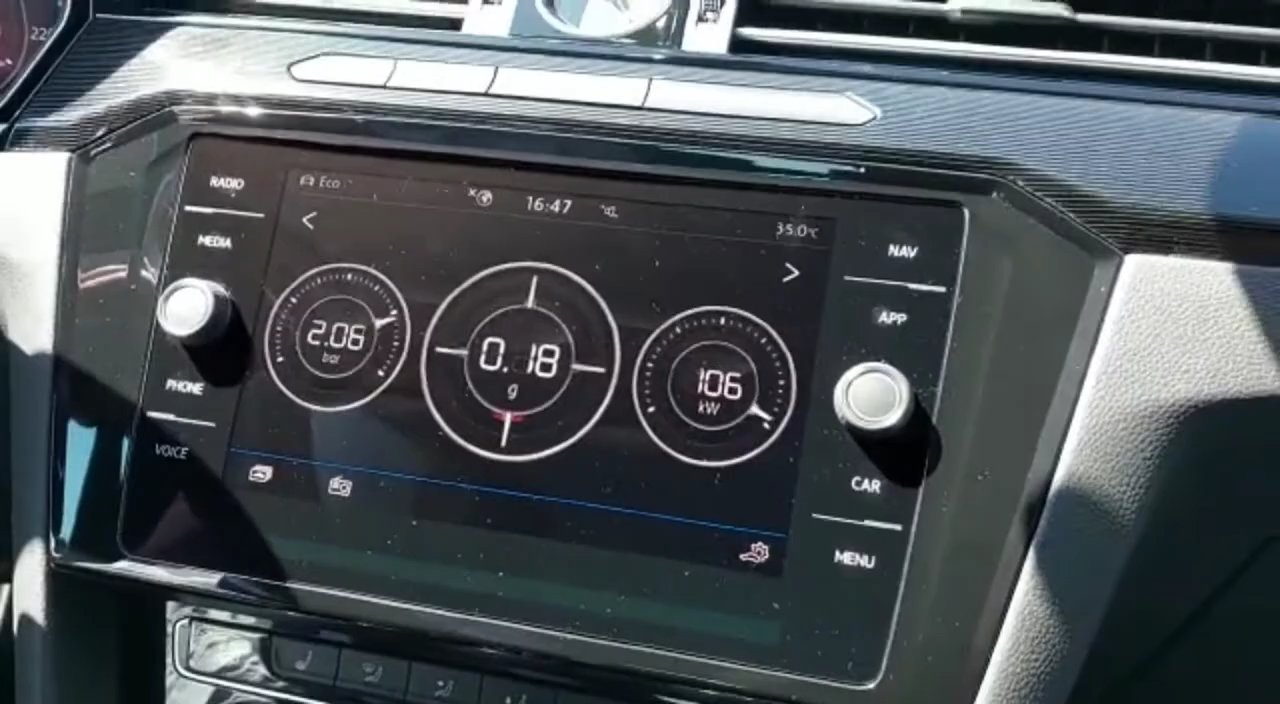 220
RADIO
MEDIA
PHONE
VOICE
Eco
16:47
35.0°C
<
>
2.06
bar
0.18
g
106
kW
NAV
APP
CAR
MENU